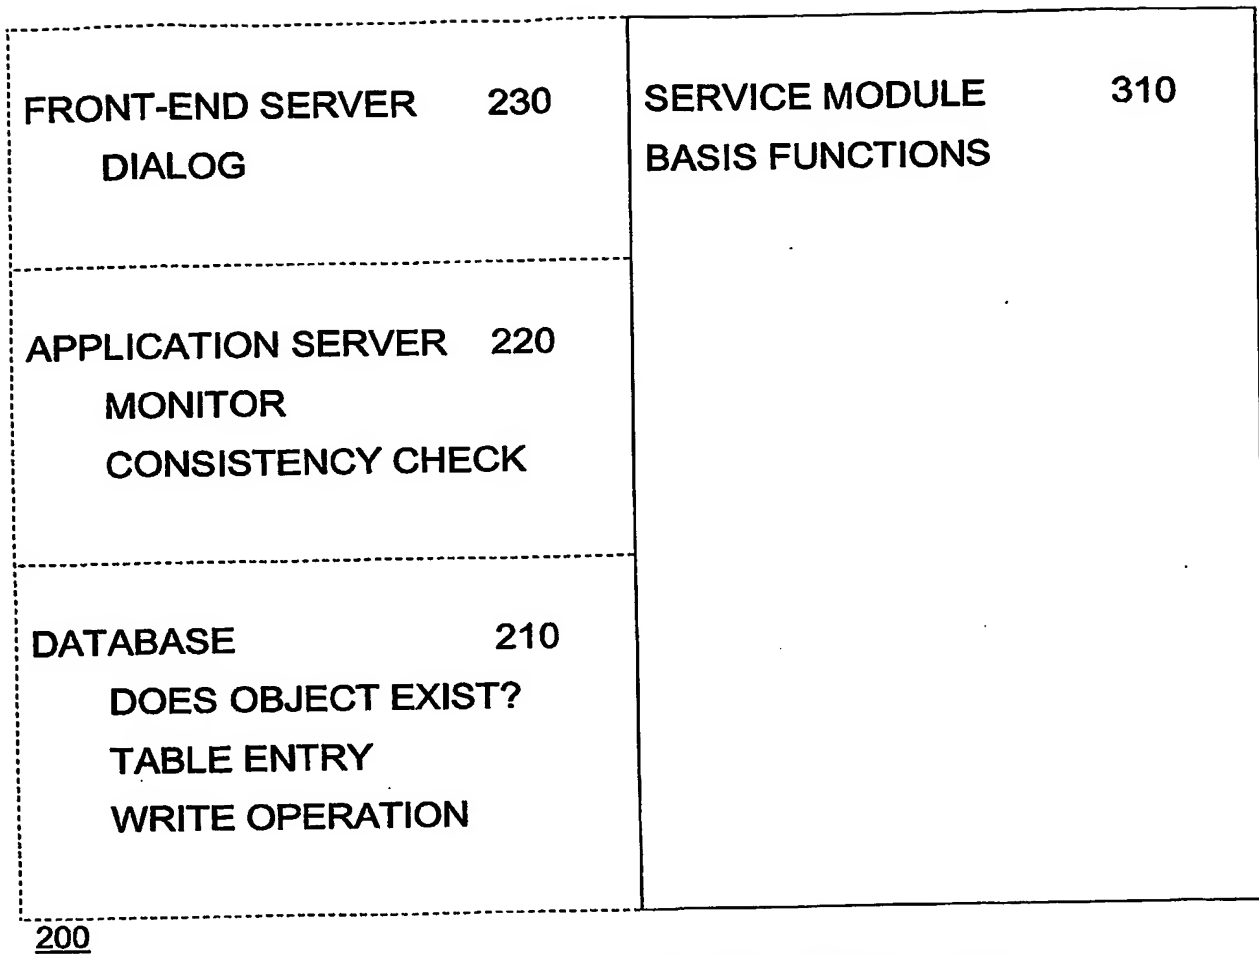 FRONT-END SERVER 230
DIALOG
APPLICATION SERVER 220
MONITOR
CONSISTENCY CHECK
DATABASE 210
DOES OBJECT EXIST?
TABLE ENTRY
WRITE OPERATION
SERVICE MODULE 310
BASIS FUNCTIONS
200